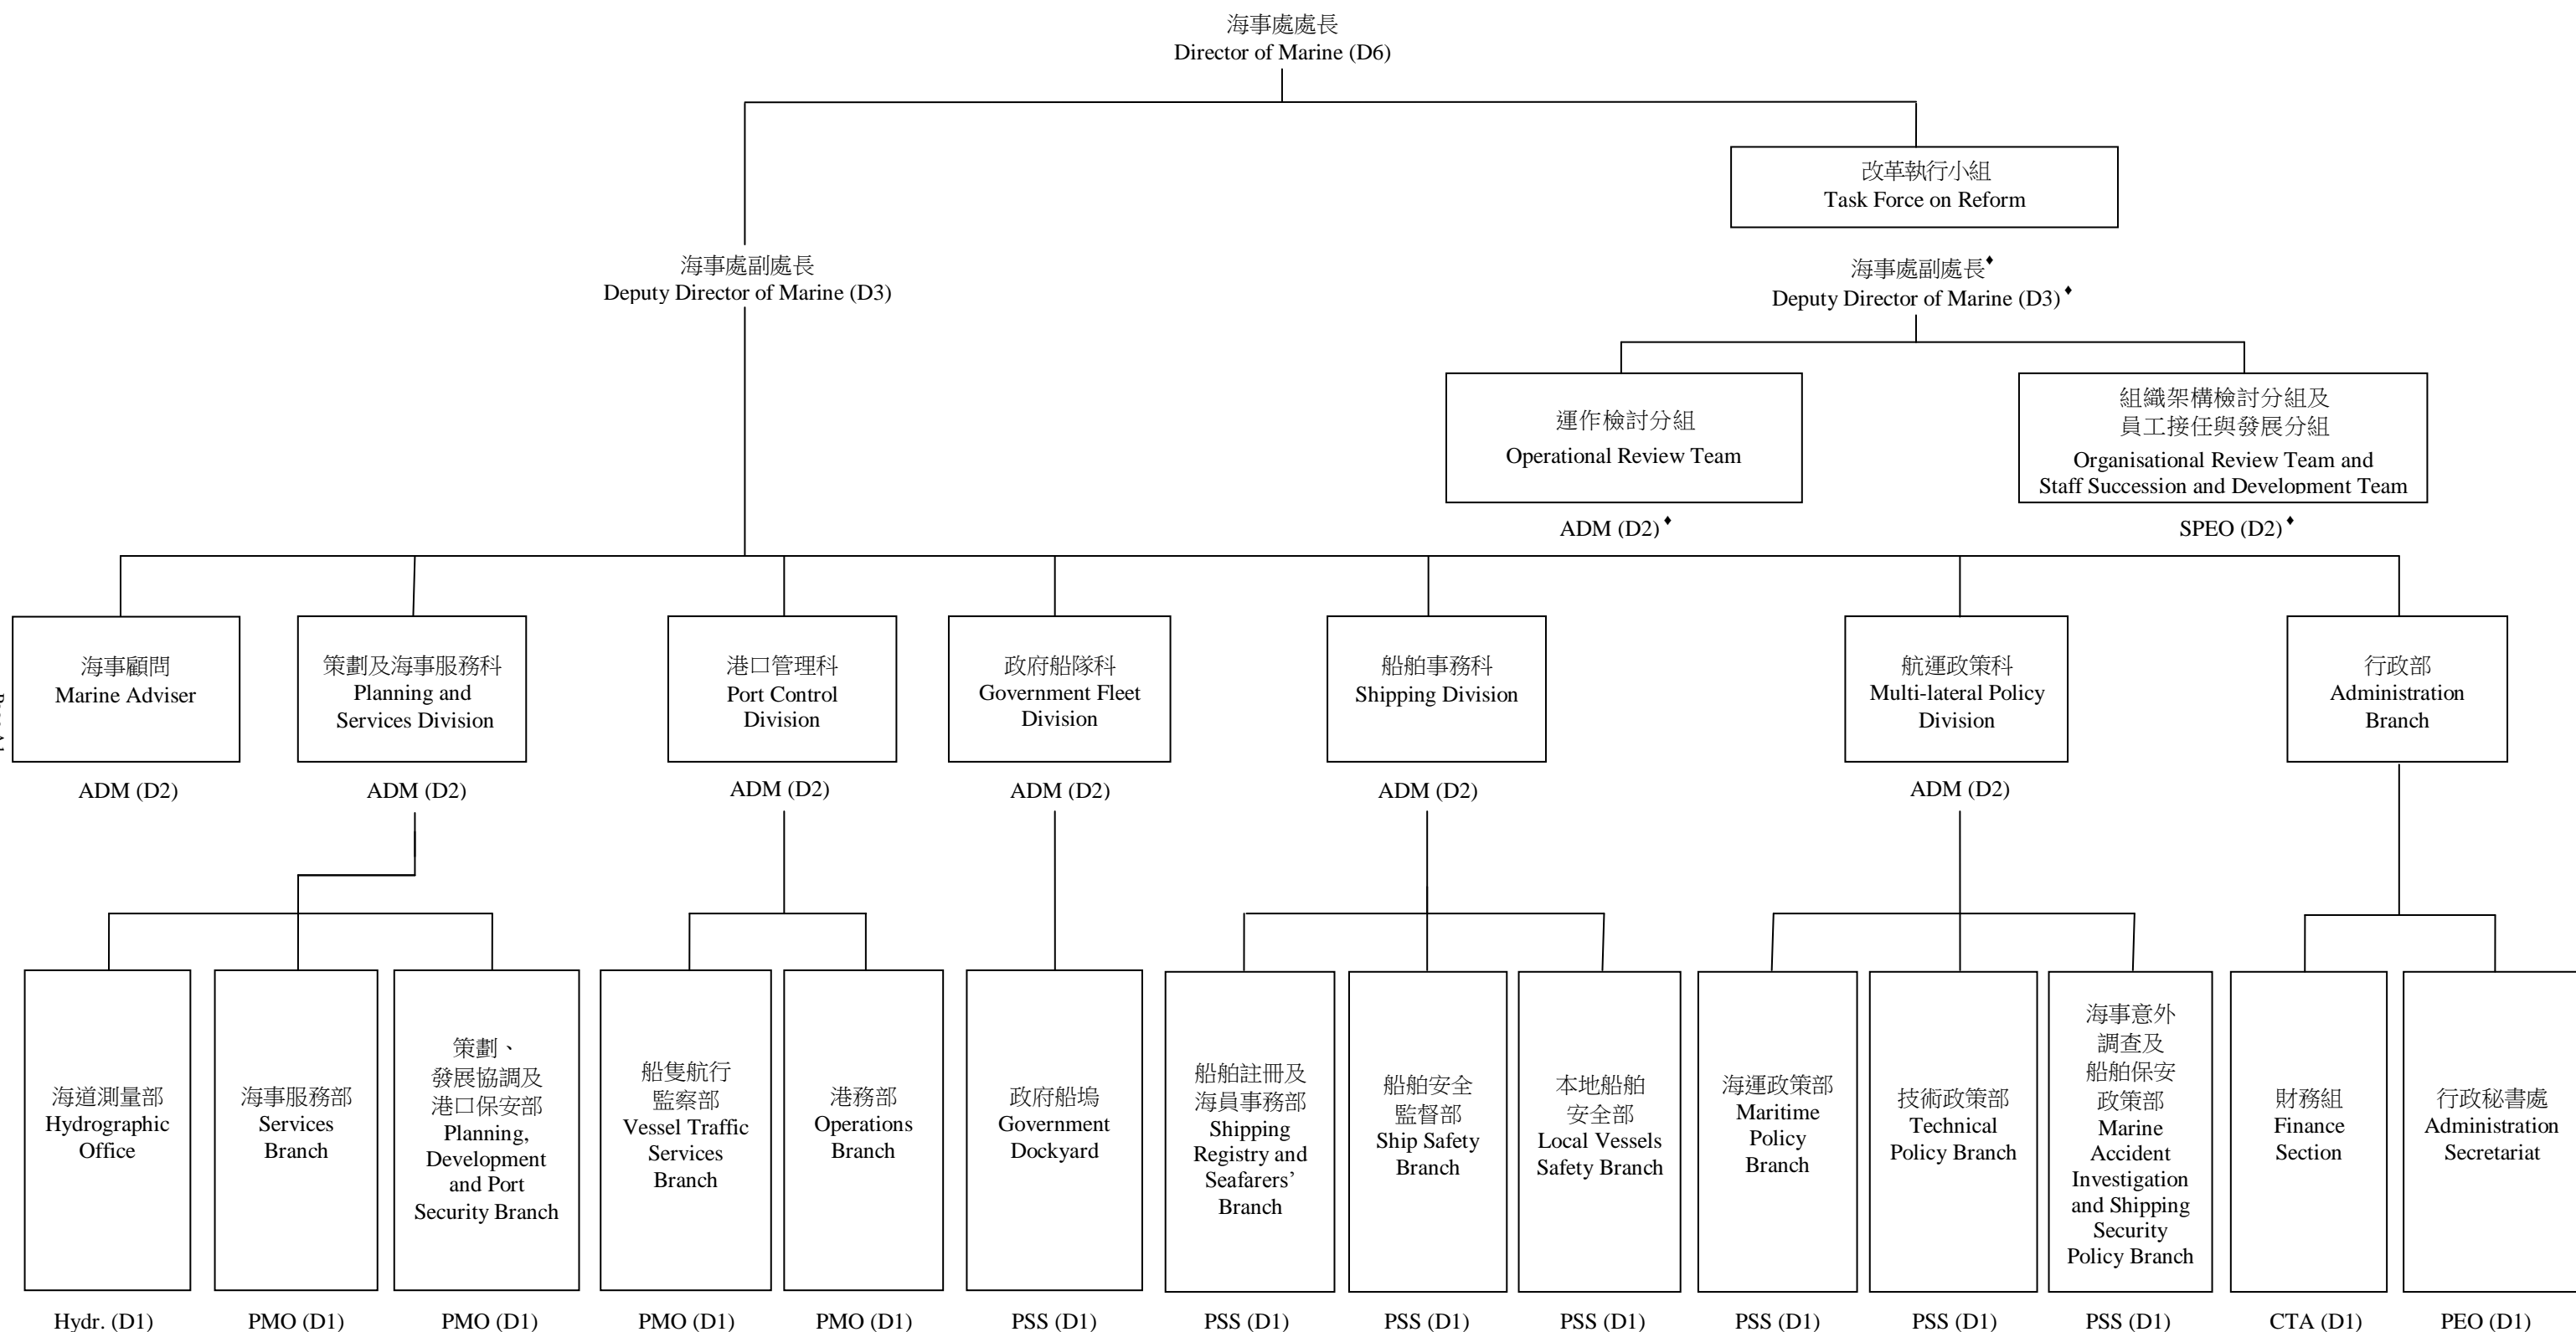 海事處處長
Director of Marine (D6)
改革執行小組
Task Force on Reform
海事處副處長
Deputy Director of Marine (D3)
海事處副處長♦
Deputy Director of Marine (D3)♦
運作檢討分組
Operational Review Team
ADM (D2)♦
組織架構檢討分組及
員工接任與發展分組
Organisational Review Team and
Staff Succession and Development Team
SPEO (D2)♦
海事顧問
Marine Adviser
ADM (D2)
策劃及海事服務科
Planning and
Services Division
ADM (D2)
港口管理科
Port Control
Division
ADM (D2)
政府船隊科
Government Fleet
Division
ADM (D2)
船舶事務科
Shipping Division
ADM (D2)
航運政策科
Multi-lateral Policy
Division
ADM (D2)
行政部
Administration
Branch
海道測量部
Hydrographic
Office
Hydr. (D1)
海事服務部
Services
Branch
PMO (D1)
策劃、
發展協調及
港口保安部
Planning,
Development
and Port
Security Branch
PMO (D1)
船隻航行
監察部
Vessel Traffic
Services
Branch
PMO (D1)
港務部
Operations
Branch
PMO (D1)
政府船塢
Government
Dockyard
PSS (D1)
船舶註冊及
海員事務部
Shipping
Registry and
Seafarers’
Branch
PSS (D1)
船舶安全
監督部
Ship Safety
Branch
PSS (D1)
本地船舶
安全部
Local Vessels
Safety Branch
PSS (D1)
海運政策部
Maritime
Policy
Branch
PSS (D1)
技術政策部
Technical
Policy Branch
PSS (D1)
海事意外
調查及
船舶保安
政策部
Marine
Accident
Investigation
and Shipping
Security
Policy Branch
PSS (D1)
財務組
Finance
Section
CTA (D1)
行政秘書處
Administration
Secretariat
PEO (D1)